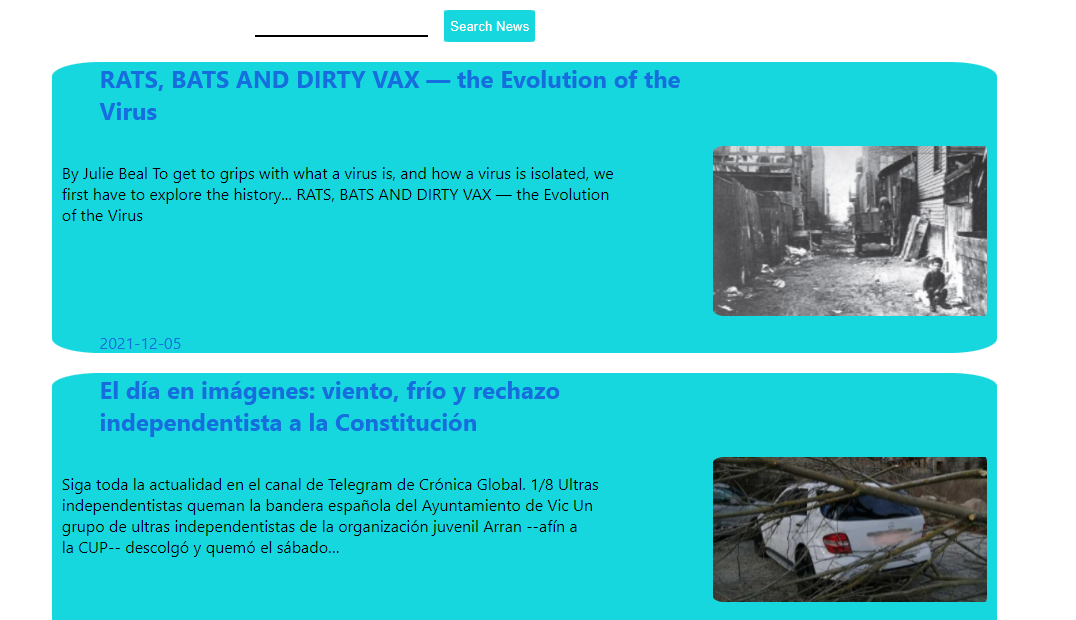 Search News
RATS, BATS AND DIRTY VAX — the Evolution of the
Virus
By Julie Beal To get to grips with what a virus is, and how a virus is isolated, we
first have to explore the history... RATS, BATS AND DIRTY VAX — the Evolution
of the Virus
2021-12-05
El día en imágenes: viento, frío y rechazo
independentista a la Constitución
Siga toda la actualidad en el canal de Telegram de Crónica Global. 1/8 Ultras
independentistas queman la bandera española del Ayuntamiento de Vic Un
grupo de ultras independentistas de la organización juvenil Arran --afín a
la CUP-- descolgó y quemó el sábado...